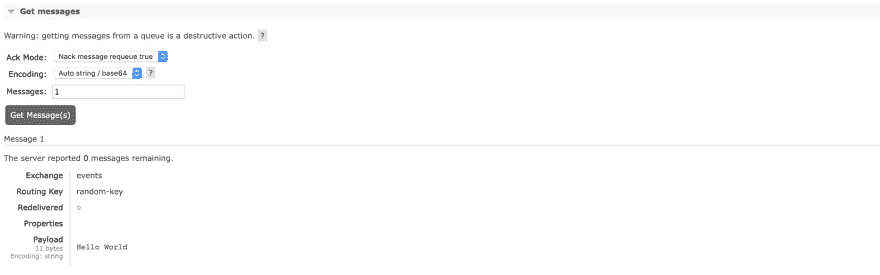 Get messages
Warning: getting messages from a queue is a destructive action. ?
Ack Mode: Nack message requeue true
Encoding: Auto string / base64 ?
Messages: 1
Get Message(s)
Message 1
The server reported 0 messages remaining.
Exchange events
Routing Key random-key
Redelivered ○
Properties
Payload
11 bytes
Encoding: string
Hello World